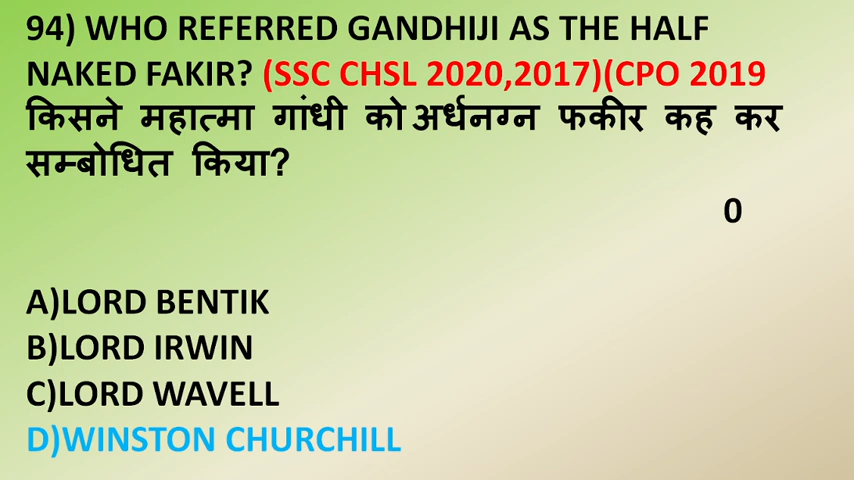 94) WHO REFERRED GANDHIJI AS THE HALF
NAKED FAKIR? (SSC CHSL 2020,2017)(CPO 2019
किसने महात्मा गांधी को अर्धनग्न फकीर कह कर
सम्बोधित किया?
0
A)LORD BENTIK
B)LORD IRWIN
C)LORD WAVELL
D)WINSTON CHURCHILL